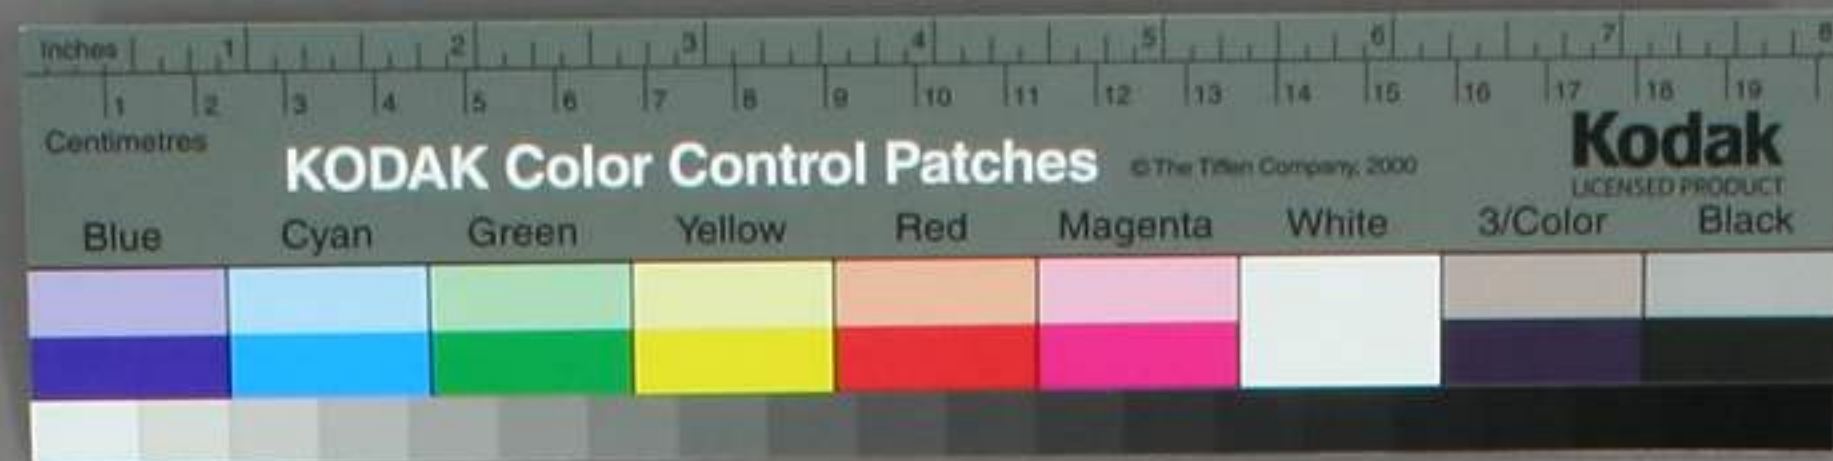 Inches 1 2 3 4 5 6 7 8
1 2 3 4 5 6 7 8 9 10 11 12 13 14 15 16 17 18 19
Centimetres
KODAK Color Control Patches © The Tiffen Company, 2000 Kodak
LICENSED PRODUCT
Blue Cyan Green Yellow Red Magenta White 3/Color Black